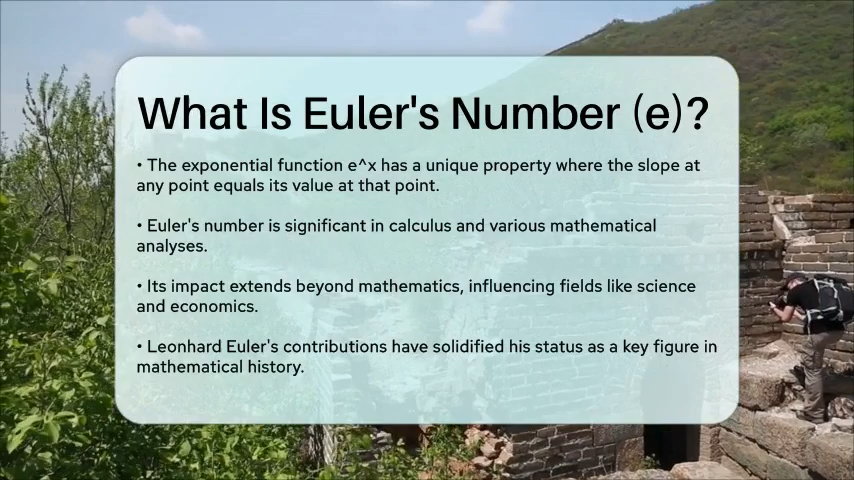 What Is Euler's Number (e)?
• The exponential function e^x has a unique property where the slope at
any point equals its value at that point.
• Euler's number is significant in calculus and various mathematical
analyses.
• Its impact extends beyond mathematics, influencing fields like science
and economics.
• Leonhard Euler's contributions have solidified his status as a key figure in
mathematical history.